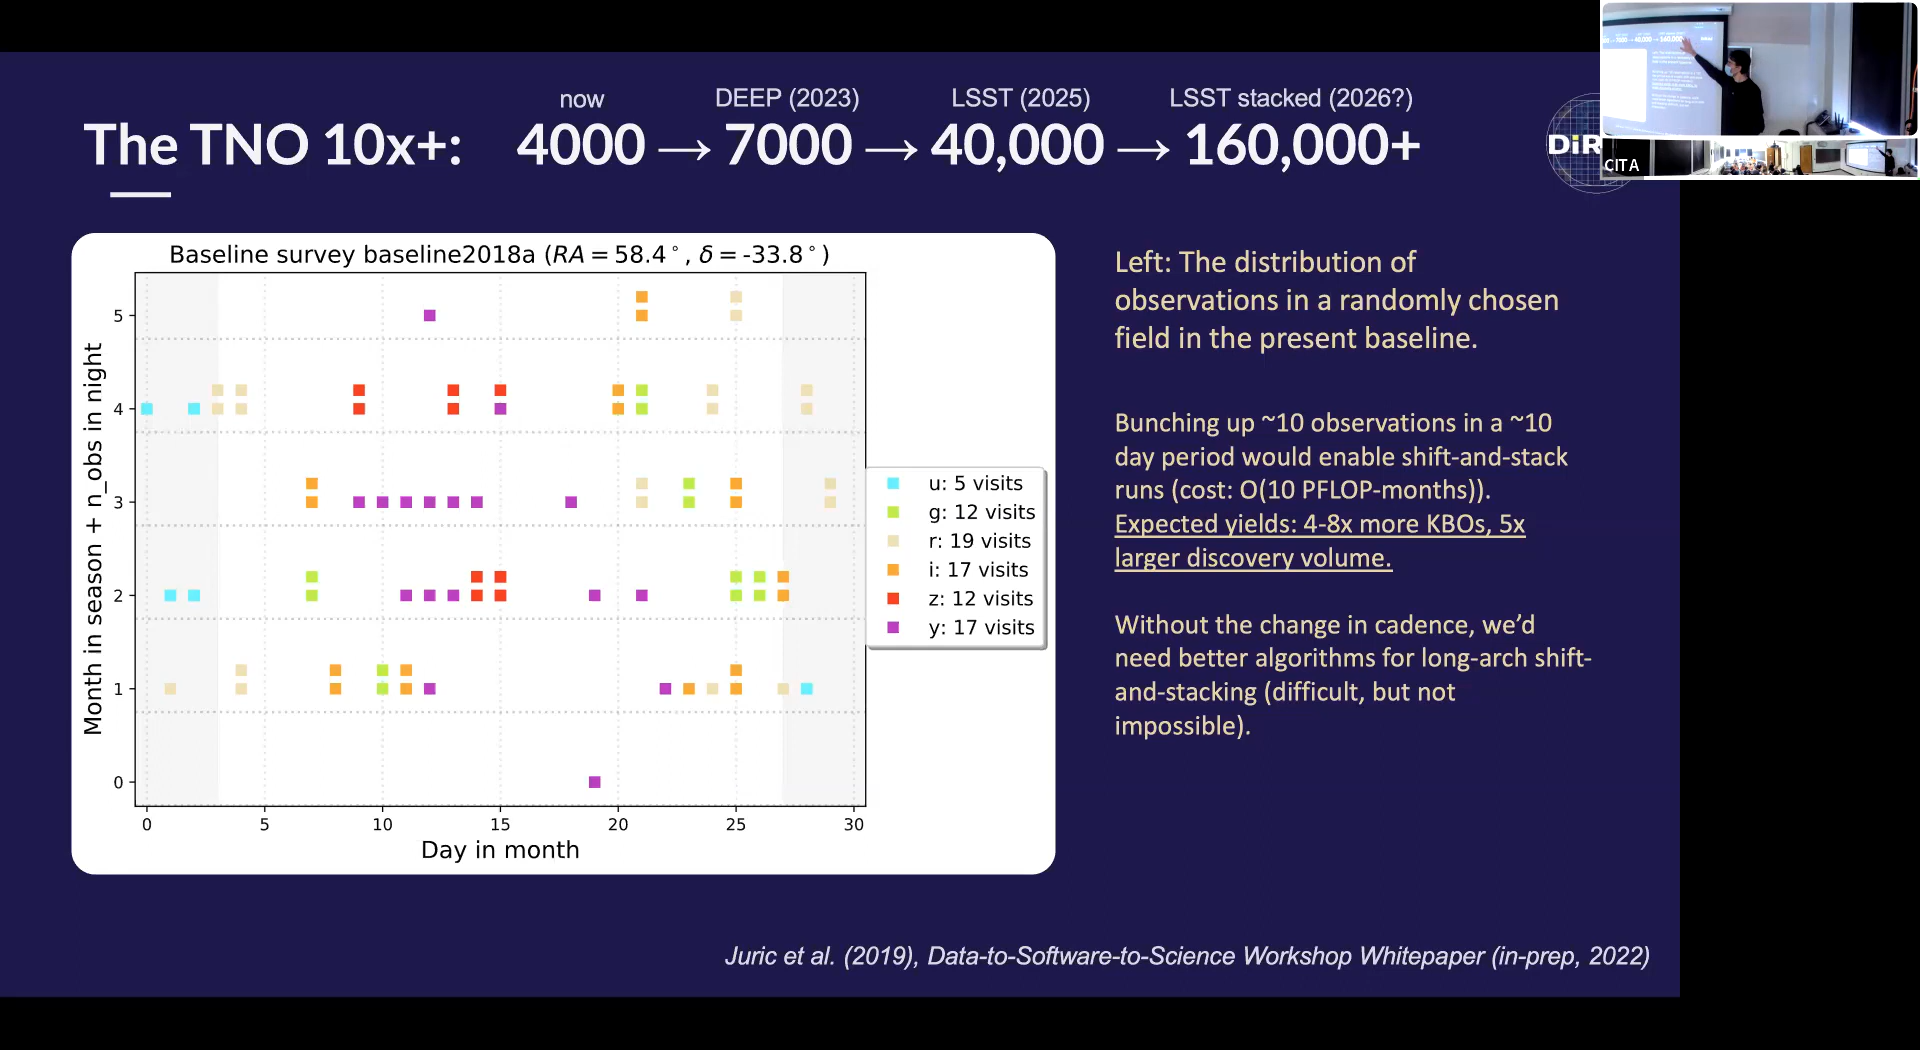 now
DEEP (2023)
LSST (2025)
LSST stacked (2026?)
The TNO 10x+: 4000 → 7000 → 40,000 → 160,000+
DiR
CITA
Baseline survey baseline2018a (RA = 58.4°, δ = -33.8°)
Month in season + n_obs in night
5
4
3
2
1
0
0 5 10 15 20 25 30
Day in month
u: 5 visits
g: 12 visits
r: 19 visits
i: 17 visits
z: 12 visits
y: 17 visits
Left: The distribution of
observations in a randomly chosen
field in the present baseline.
Bunching up ~10 observations in a ~10
day period would enable shift-and-stack
runs (cost: O(10 PFLOP-months)).
Expected yields: 4-8x more KBOs, 5x
larger discovery volume.
Without the change in cadence, we’d
need better algorithms for long-arch shift-
and-stacking (difficult, but not
impossible).
Juric et al. (2019), Data-to-Software-to-Science Workshop Whitepaper (in-prep, 2022)